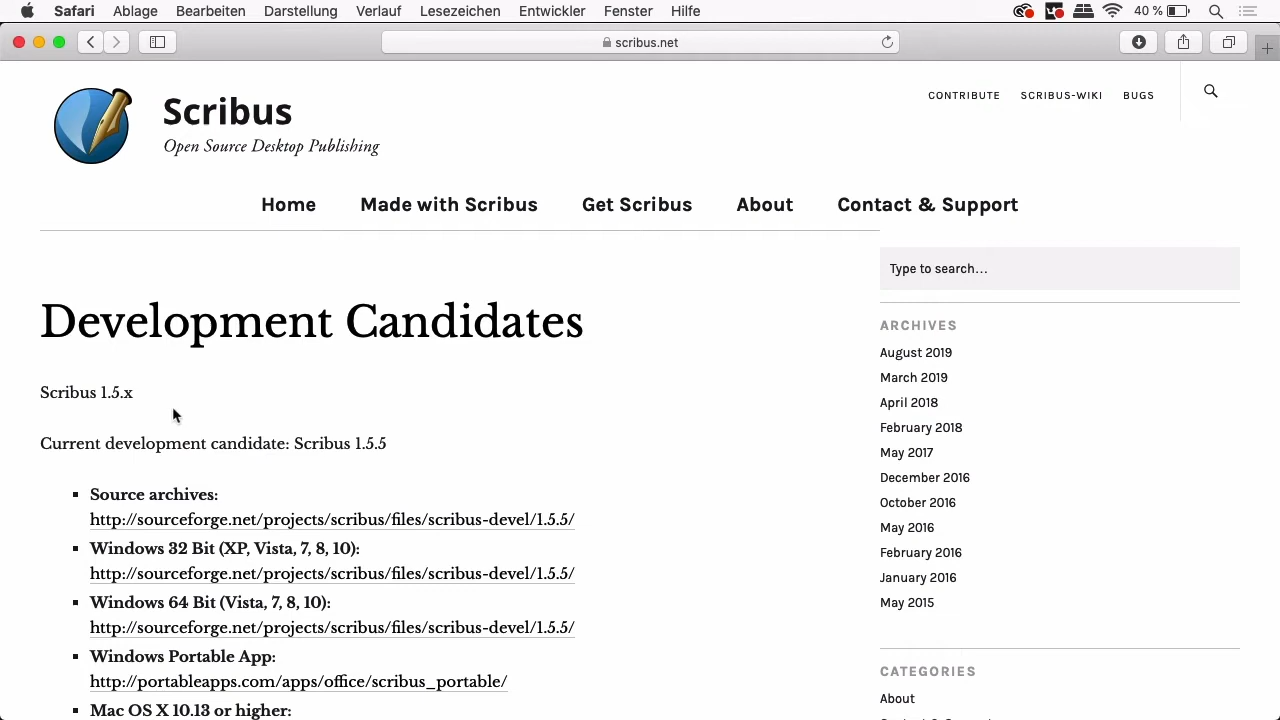 Safari Ablage Bearbeiten Darstellung Verlauf Lesezeichen Entwickler Fenster Hilfe 40 %
scribus.net
Scribus
Open Source Desktop Publishing
CONTRIBUTE SCRIBUS-WIKI BUGS
Home Made with Scribus Get Scribus About Contact & Support
Development Candidates
Scribus 1.5.x
Current development candidate: Scribus 1.5.5
Source archives:
http://sourceforge.net/projects/scribus/files/scribus-devel/1.5.5/
Windows 32 Bit (XP, Vista, 7, 8, 10):
http://sourceforge.net/projects/scribus/files/scribus-devel/1.5.5/
Windows 64 Bit (Vista, 7, 8, 10):
http://sourceforge.net/projects/scribus/files/scribus-devel/1.5.5/
Windows Portable App:
http://portableapps.com/apps/office/scribus_portable/
Mac OS X 10.13 or higher:
Type to search…
ARCHIVES
August 2019
March 2019
April 2018
February 2018
May 2017
December 2016
October 2016
May 2016
February 2016
January 2016
May 2015
CATEGORIES
About